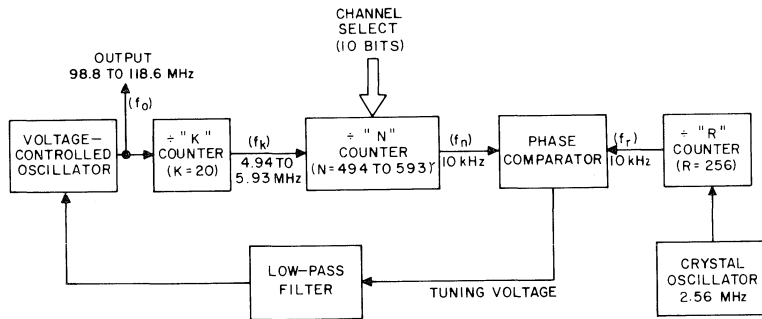 CHANNEL
SELECT
(10 BITS)
OUTPUT
98.8 TO 118.6 MHz
(fo)
VOLTAGE-
CONTROLLED
OSCILLATOR
÷ "K"
COUNTER
(K=20)
(fk)
4.94 TO
5.93 MHz
÷ "N"
COUNTER
(N=494 TO 593)
(fn)
10 kHz
PHASE
COMPARATOR
(fr)
10 kHz
÷ "R"
COUNTER
(R=256)
LOW-PASS
FILTER
TUNING VOLTAGE
CRYSTAL
OSCILLATOR
2.56 MHz